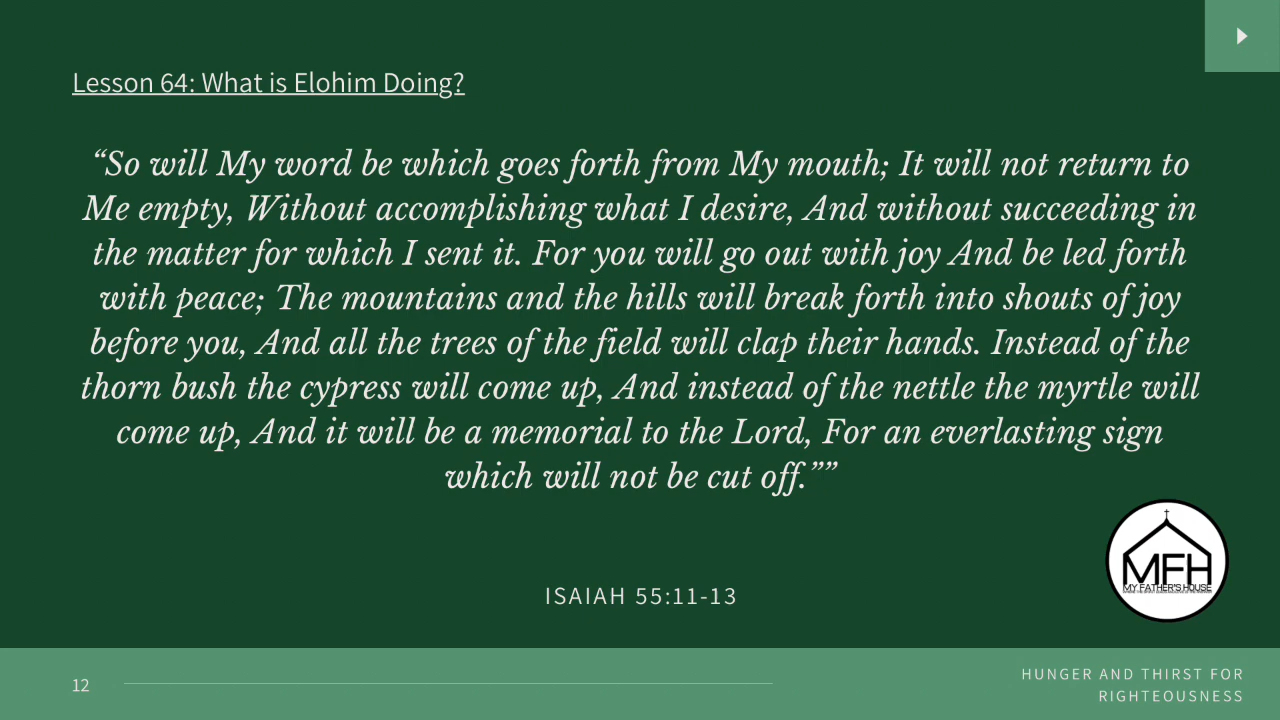 Lesson 64: What is Elohim Doing?
“So will My word be which goes forth from My mouth; It will not return to
Me empty, Without accomplishing what I desire, And without succeeding in
the matter for which I sent it. For you will go out with joy And be led forth
with peace; The mountains and the hills will break forth into shouts of joy
before you, And all the trees of the field will clap their hands. Instead of the
thorn bush the cypress will come up, And instead of the nettle the myrtle will
come up, And it will be a memorial to the Lord, For an everlasting sign
which will not be cut off.””
MFH
MY FATHER'S HOUSE
ISAIAH 55:11-13
12
HUNGER AND THIRST FOR
RIGHTEOUSNESS